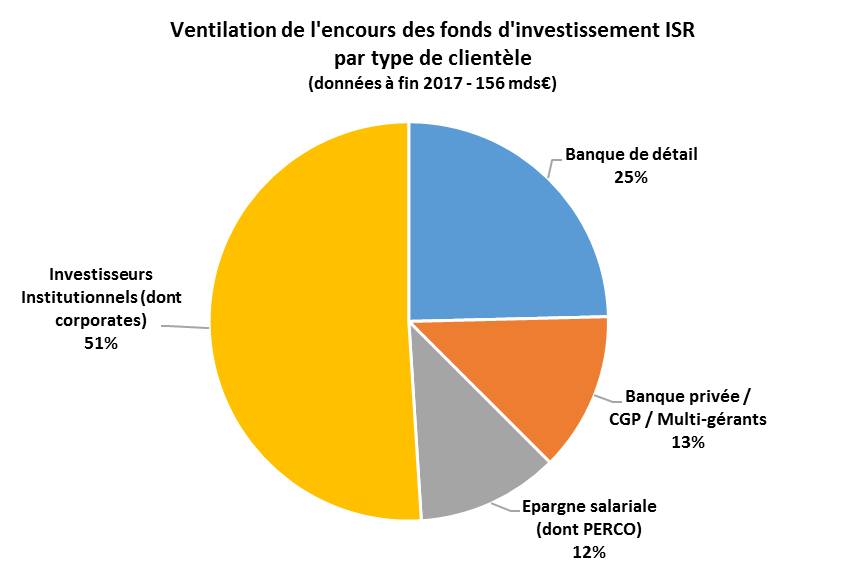 Ventilation de l'encours des fonds d'investissement ISR
par type de clientèle
(données à fin 2017 - 156 mds€)
Banque de détail
25%
Banque privée /
CGP / Multi-gérants
13%
Epargne salariale
(dont PERCO)
12%
Investisseurs
Institutionnels (dont
corporates)
51%